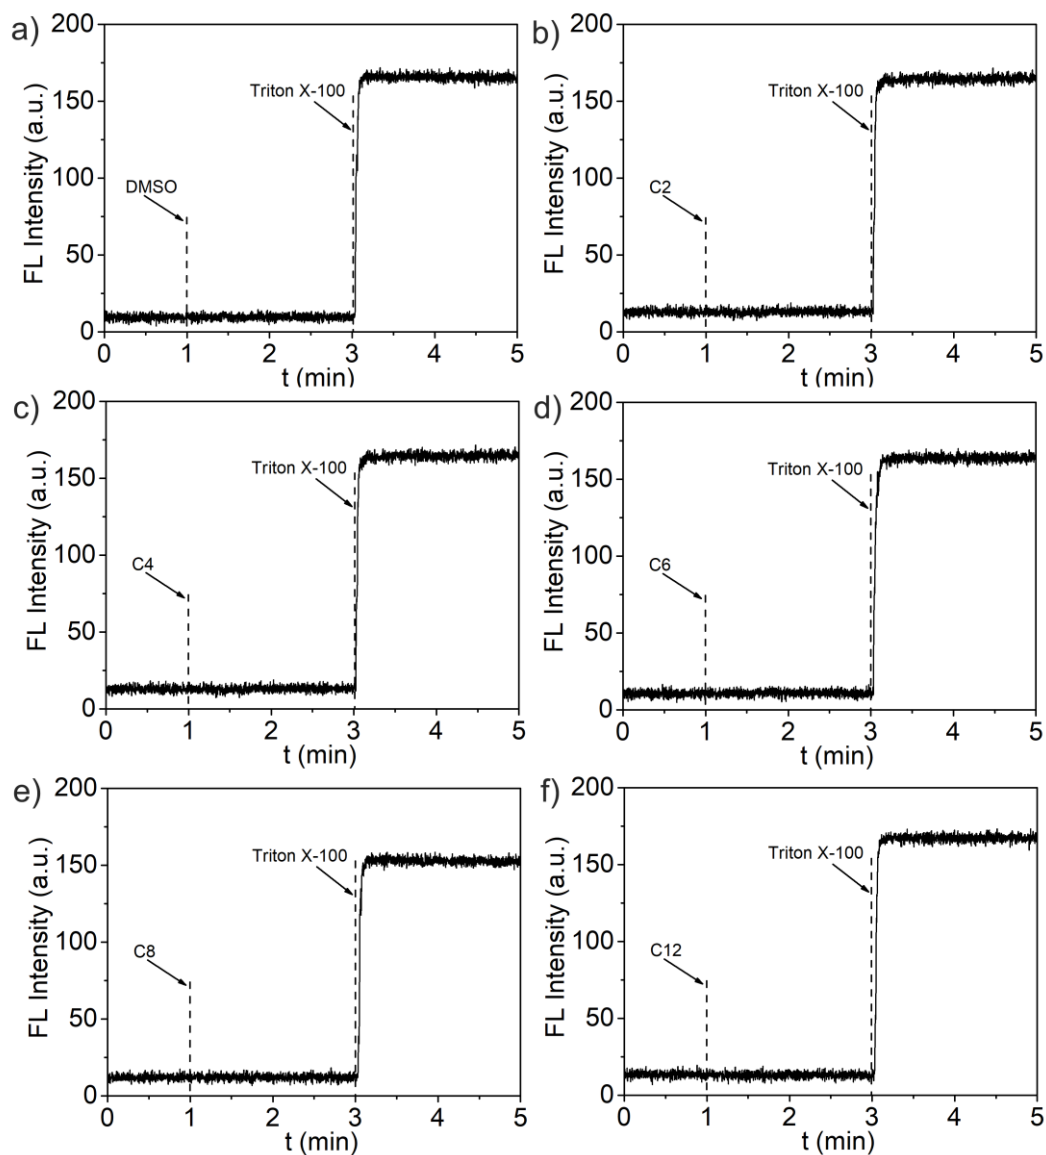 a)
200
150
100
50
0
FL Intensity (a.u.)
Triton X-100
DMSO
0 1 2 3 4 5
t (min)
b)
200
150
100
50
0
FL Intensity (a.u.)
Triton X-100
C2
0 1 2 3 4 5
t (min)
c)
200
150
100
50
0
FL Intensity (a.u.)
Triton X-100
C4
0 1 2 3 4 5
t (min)
d)
200
150
100
50
0
FL Intensity (a.u.)
Triton X-100
C6
0 1 2 3 4 5
t (min)
e)
200
150
100
50
0
FL Intensity (a.u.)
Triton X-100
C8
0 1 2 3 4 5
t (min)
f)
200
150
100
50
0
FL Intensity (a.u.)
Triton X-100
C12
0 1 2 3 4 5
t (min)